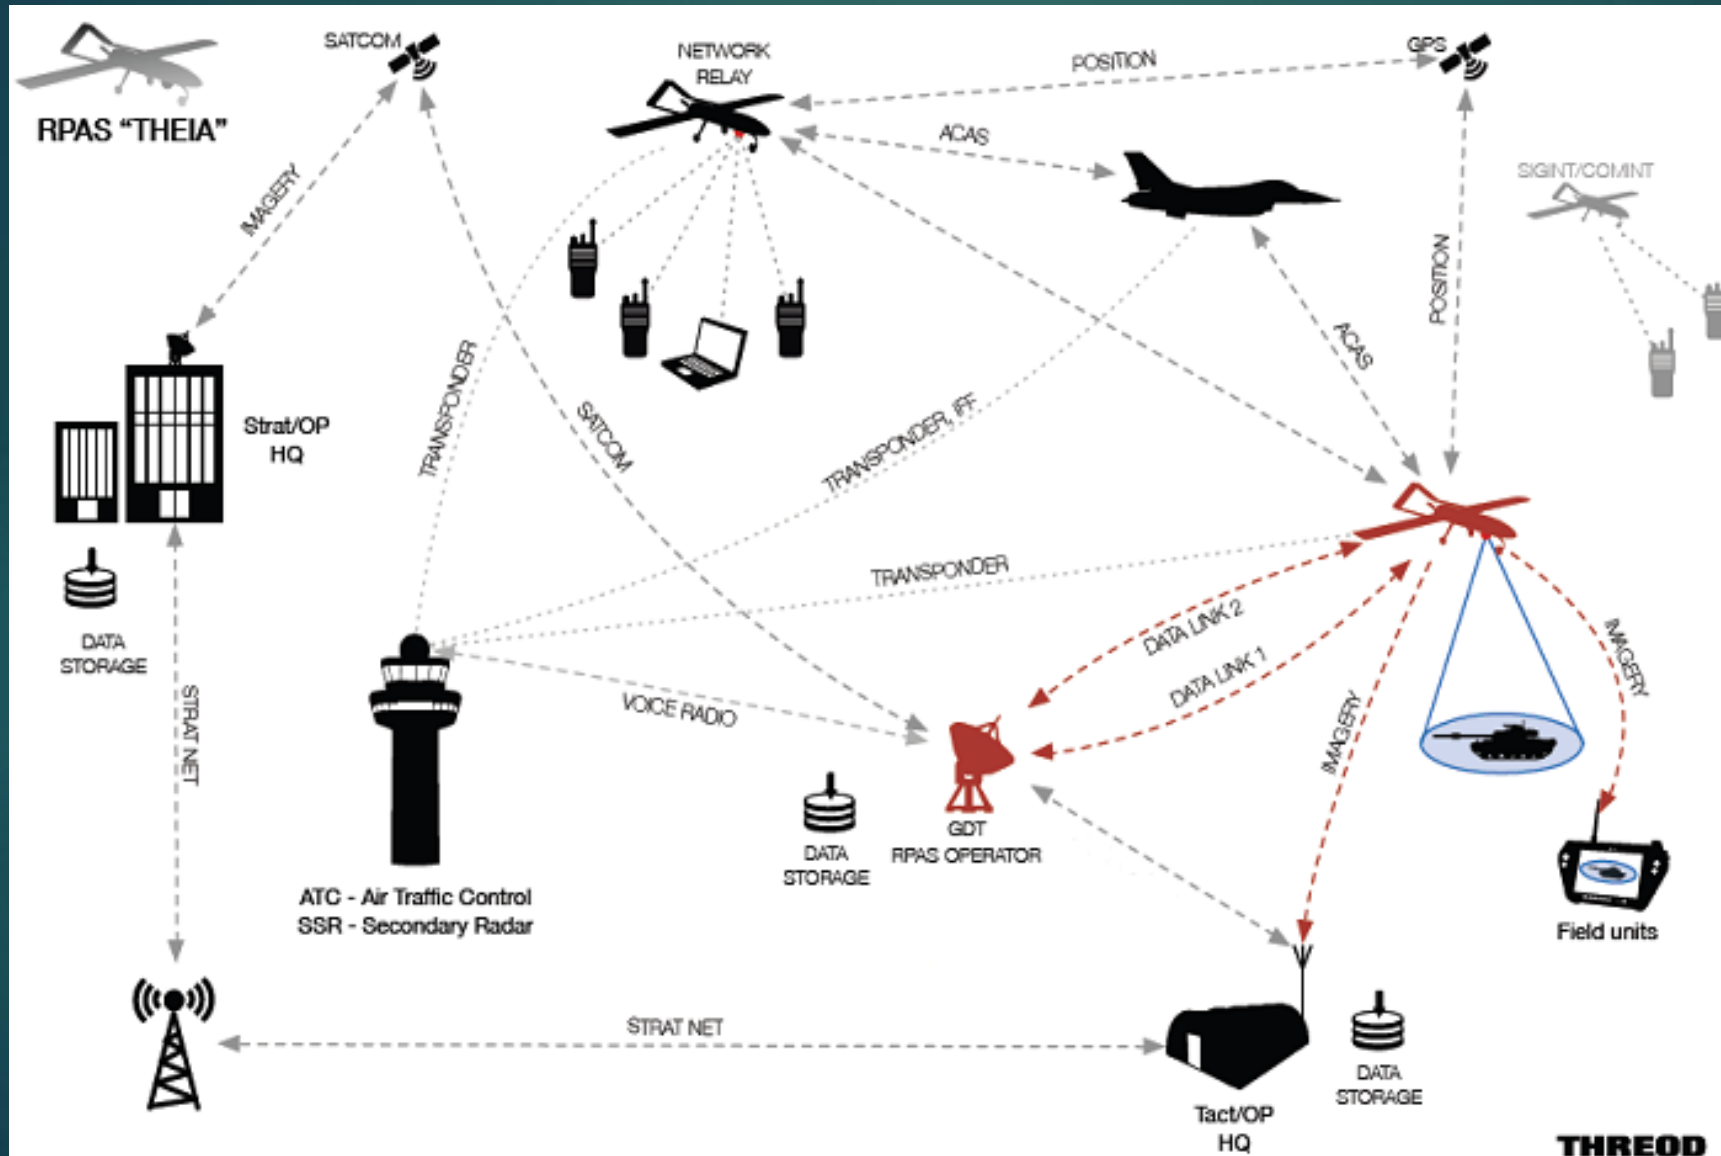 RPAS "THEIA"
SATCOM
NETWORK
RELAY
POSITION
GPS
ACAS
SIGINT/COMINT
IMAGERY
POSITION
TRANSPONDER
SATCOM
TRANSPONDER, IFF
ACAS
Strat/OP
HQ
DATA
STORAGE
TRANSPONDER
DATA LINK 2
DATA LINK 1
IMAGERY
IMAGERY
STRAT NET
VOICE RADIO
GDT
RPAS OPERATOR
DATA
STORAGE
ATC - Air Traffic Control
SSR - Secondary Radar
Field units
STRAT NET
DATA
STORAGE
Tact/OP
HQ
THREOD